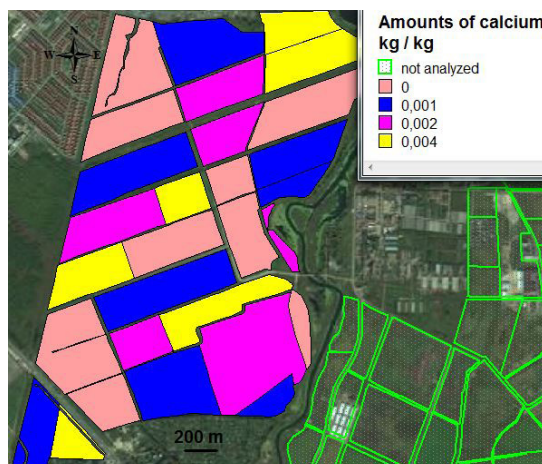 Amounts of calcium
kg / kg
not analyzed
0
0,001
0,002
0,004
N
W E
S
200 m